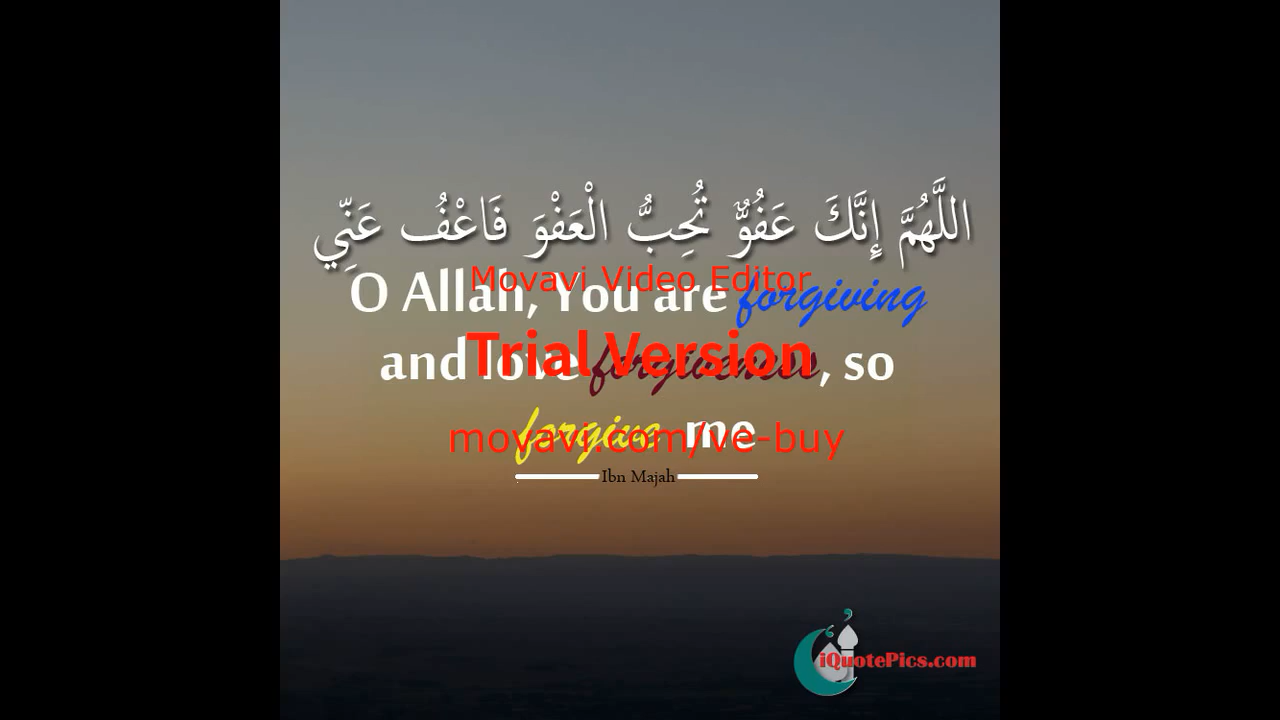 اللَّهُمَّ إِنَّكَ عَفُوٌّ تُحِبُّ الْعَفْوَ فَاعْفُ عَنِّي
Movavi Video Editor
O Allah, You are forgiving
Trial Version
and love forgiveness, so
forgive me
movavi.com/ve-buy
Ibn Majah
iQuotePics.com